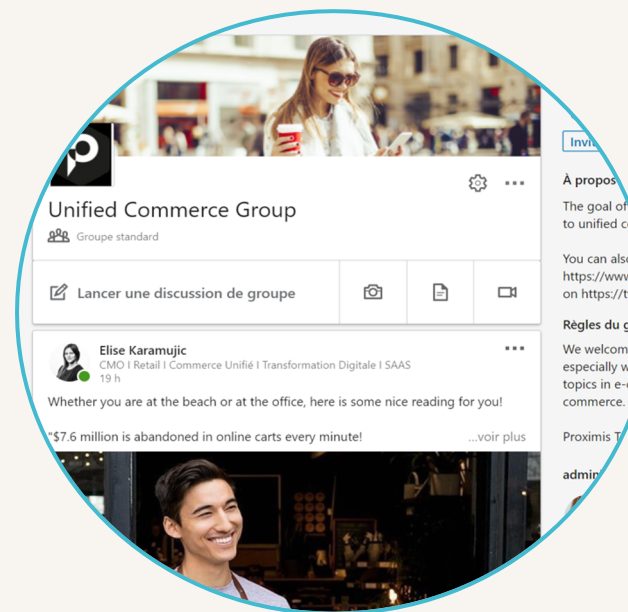 Unified Commerce Group
Groupe standard
Lancer une discussion de groupe
Elise Karamujic
CMO I Retail I Commerce Unifié I Transformation Digitale I SAAS
19 h
Whether you are at the beach or at the office, here is some nice reading for you!
"$7.6 million is abandoned in online carts every minute!
...voir plus
À propos
The goal of
to unified
You can also
https://www
on https://t
Règles du
We welcom
especially
topics in
commerce.
Proximis
admin